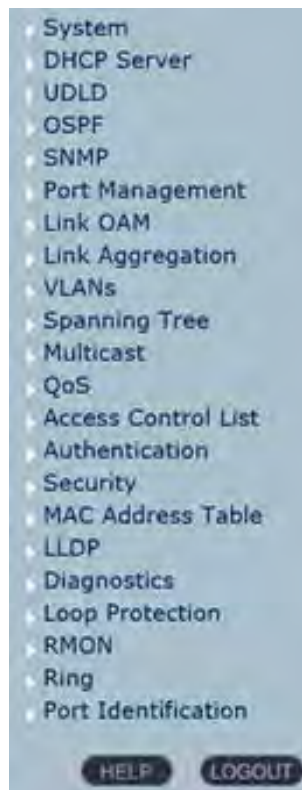 System
DHCP Server
UDLD
OSPF
SNMP
Port Management
Link OAM
Link Aggregation
VLANs
Spanning Tree
Multicast
QoS
Access Control List
Authentication
Security
MAC Address Table
LLDP
Diagnostics
Loop Protection
RMON
Ring
Port Identification
HELP LOGOUT